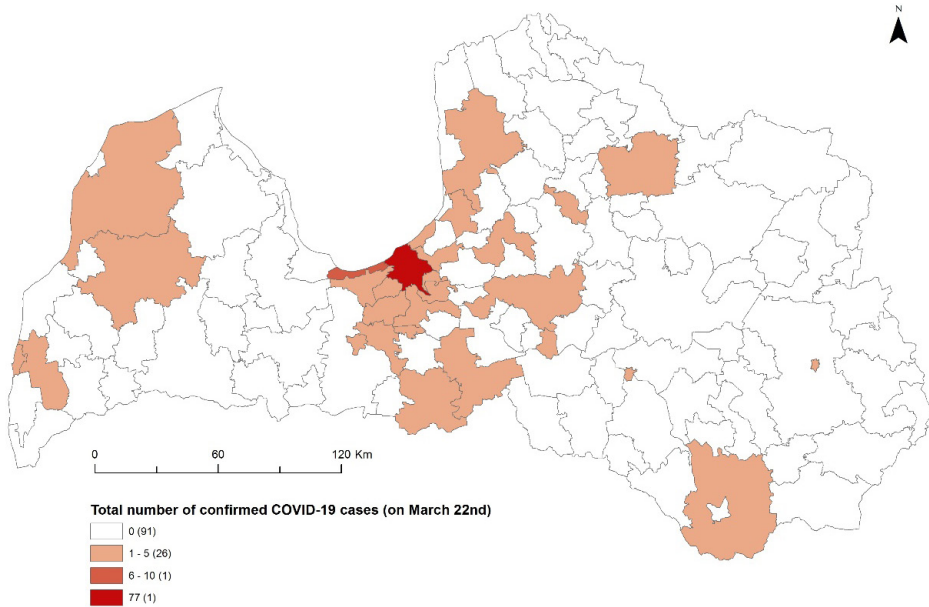 N
0 60 120 Km
Total number of confirmed COVID-19 cases (on March 22nd)
0 (91)
1 - 5 (26)
6 - 10 (1)
77 (1)